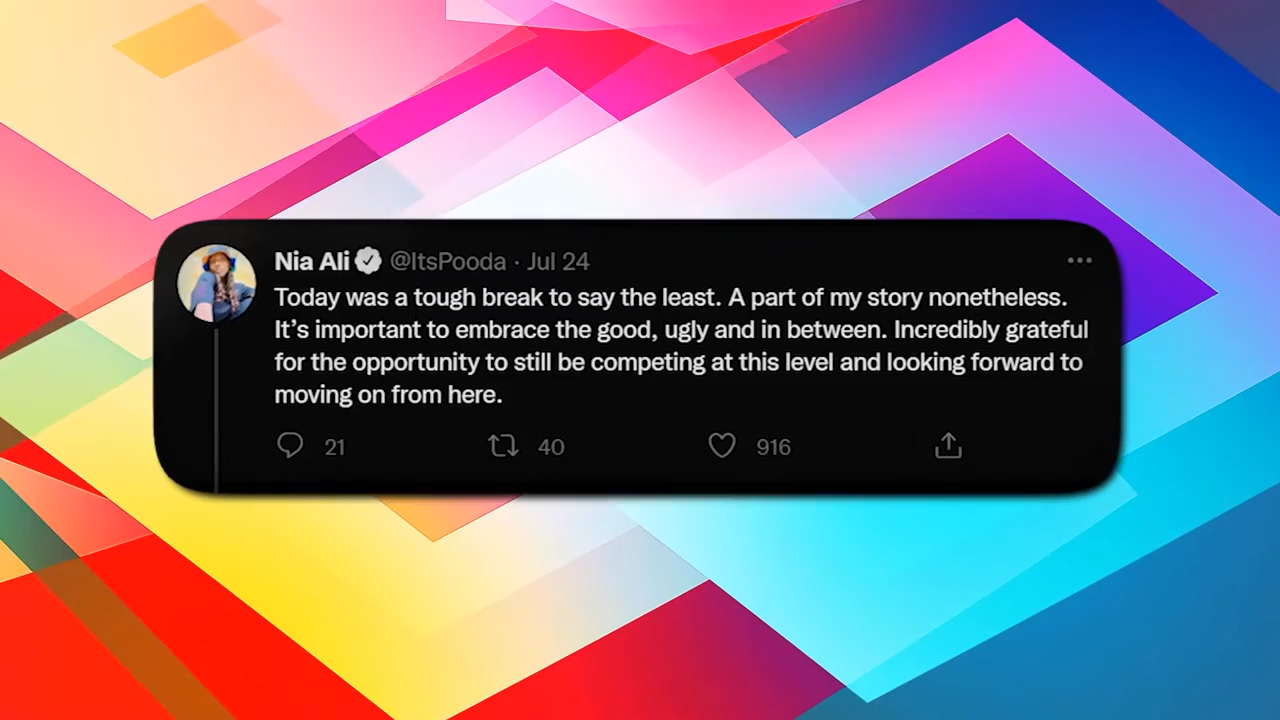 Nia Ali @ItsPooda · Jul 24
Today was a tough break to say the least. A part of my story nonetheless.
It’s important to embrace the good, ugly and in between. Incredibly grateful
for the opportunity to still be competing at this level and looking forward to
moving on from here.
21 40 916